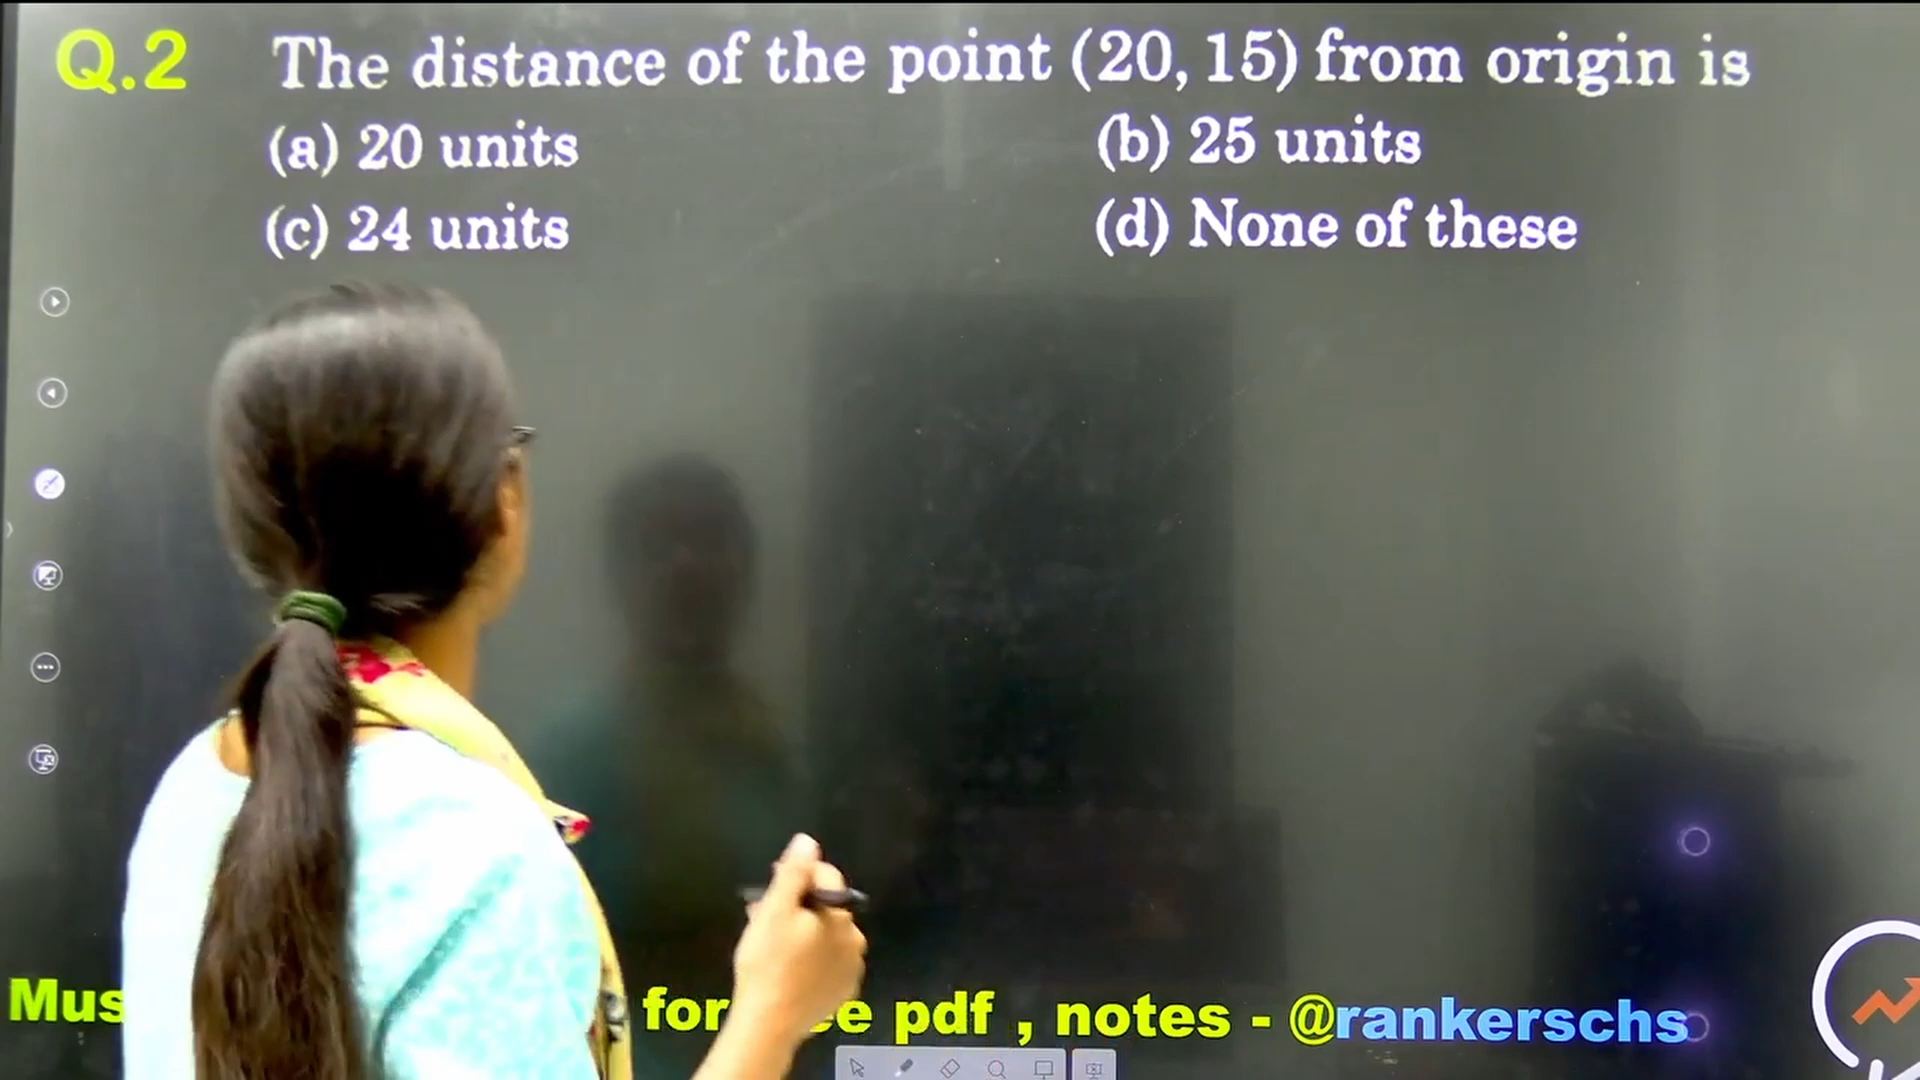 Q.2 The distance of the point (20, 15) from origin is
(a) 20 units (b) 25 units
(c) 24 units (d) None of these
for pdf , notes - @rankerschs